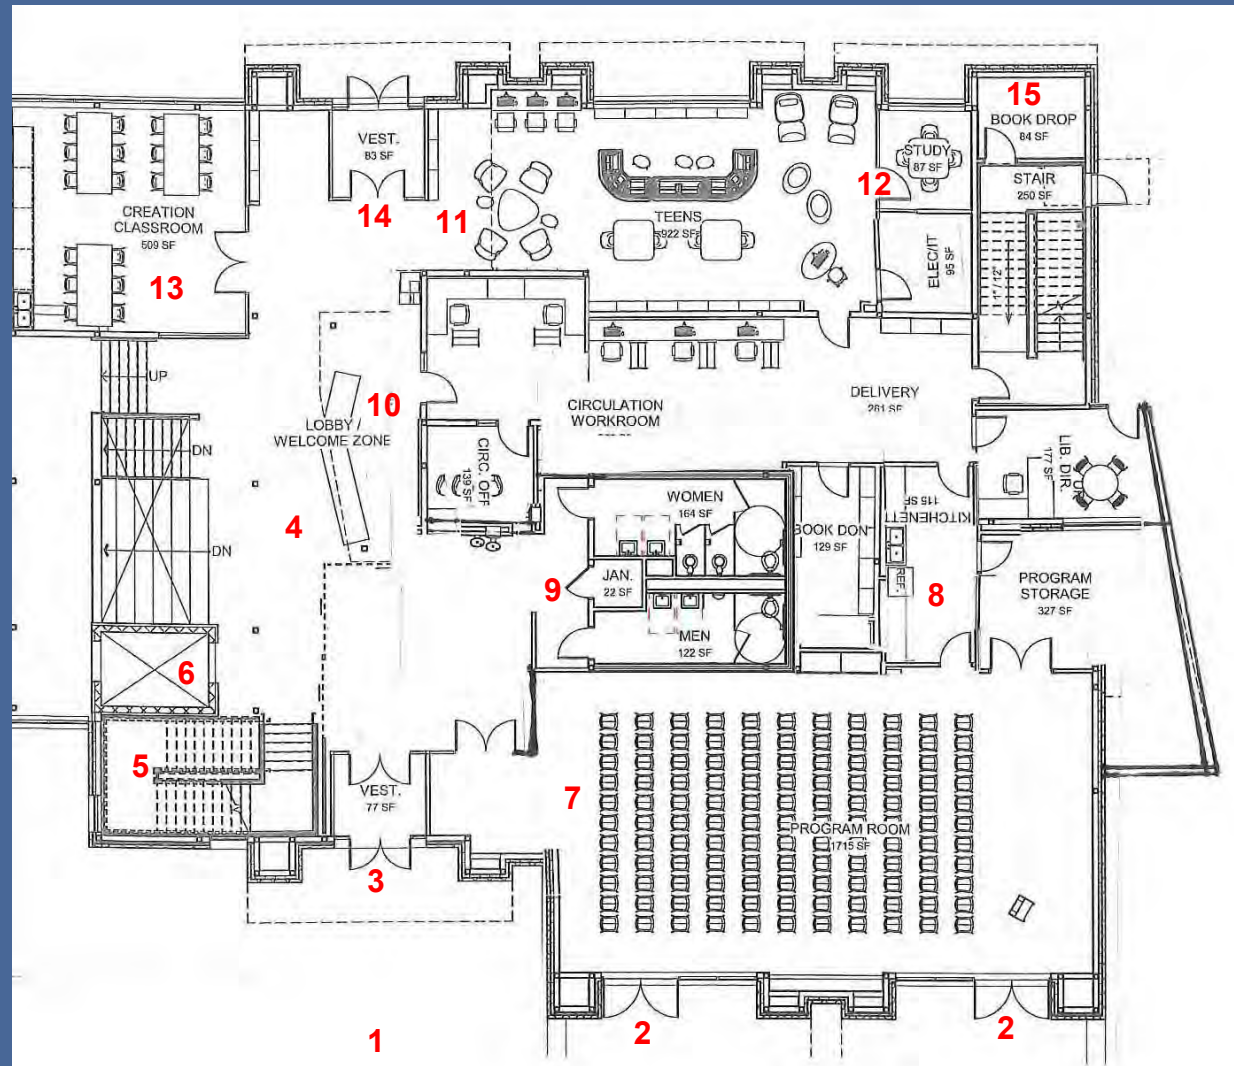 15
VEST.
83 SF
BOOK DROP
84 SF
STUDY
87 SF
STAIR
250 SF
12
14
11
CREATION
CLASSROOM
509 SF
TEENS
922 SF
ELEC/IT
95 SF
13
1" / 12"
UP
10
LOBBY /
WELCOME ZONE
CIRCULATION
WORKROOM
DELIVERY
261 SF
DN
CIRC. OFF
139 SF
LIB. DIR.
177 SF
WOMEN
164 SF
KITCHENETT
115 SF
4
BOOK DON
129 SF
DN
9
JAN.
22 SF
REF.
8
PROGRAM
STORAGE
327 SF
MEN
122 SF
6
5
7
VEST.
77 SF
PROGRAM ROOM
1715 SF
3
1
2
2